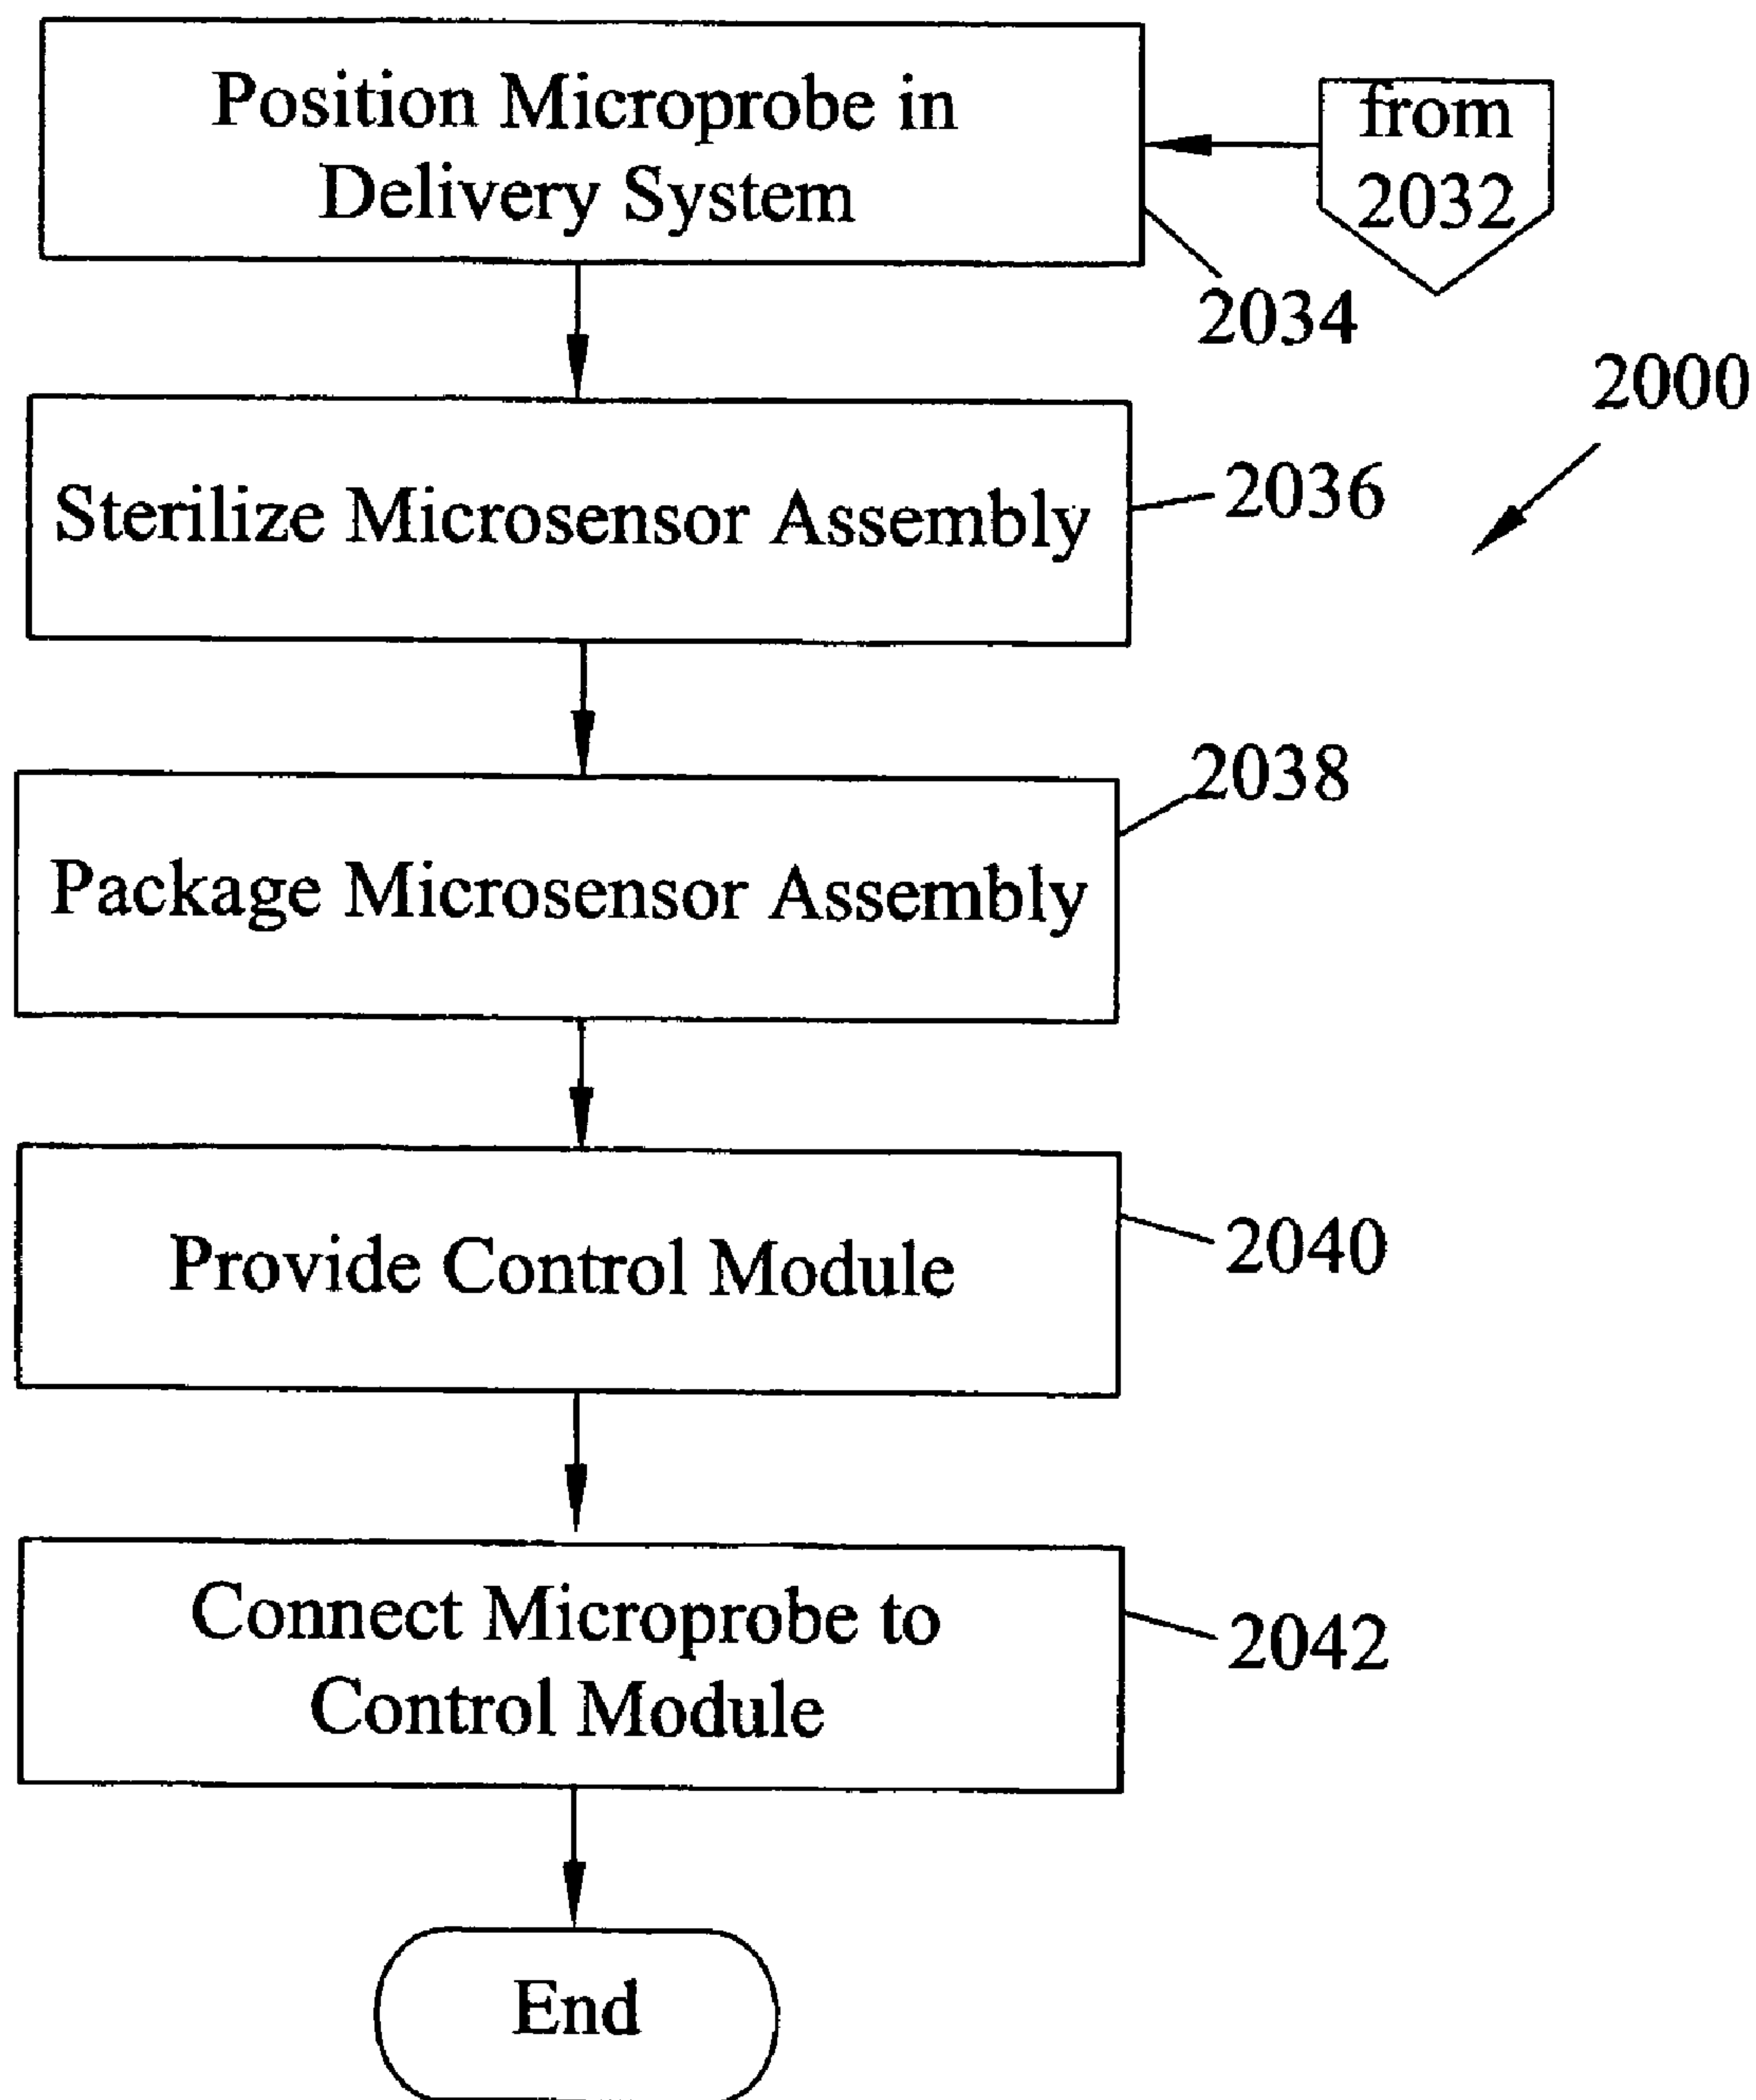 Position Microprobe in
Delivery System
from
2032
2034
2000
Sterilize Microsensor Assembly
2036
Package Microsensor Assembly
2038
Provide Control Module
2040
Connect Microprobe to
Control Module
2042
End